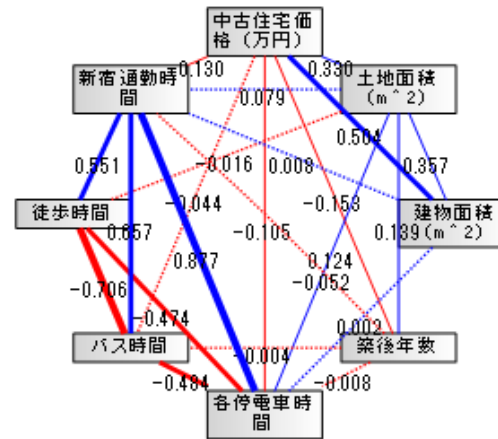 中古住宅価
格（万円）
-0.130
0.330
新宿通勤時
間
0.079
土地面積
(m^2)
0.504
0.551
-0.016
0.008
0.357
徒歩時間
-0.044
-0.153
建物面積
(m^2)
0.657
-0.105
0.139
0.877
0.124
-0.052
-0.706
-0.474
0.002
バス時間
-0.004
築後年数
-0.484
-0.008
各停電車時
間